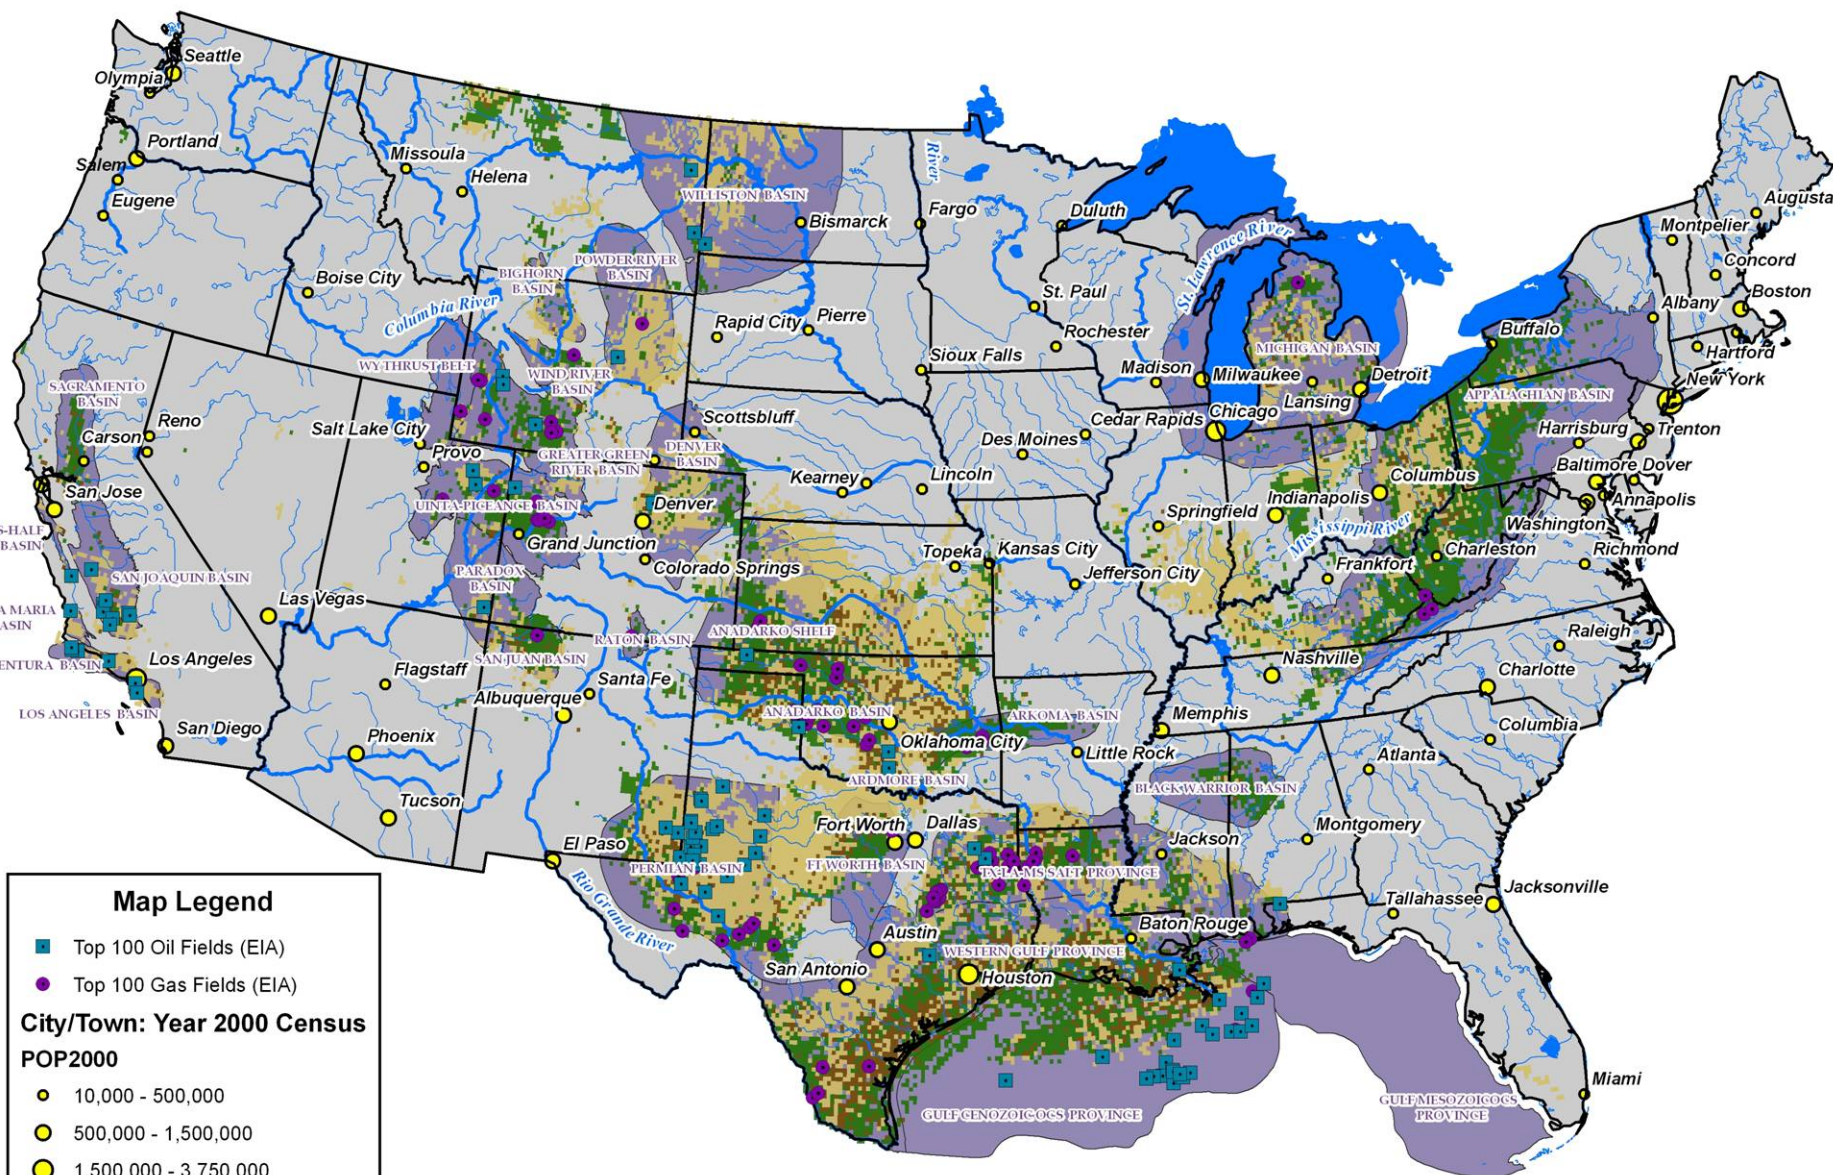 Seattle
Olympia
Portland
Salem
Eugene
Missoula
Helena
Boise City
Columbia River
WILLISTON BASIN
Bismarck
Fargo
River
Duluth
St. Lawrence River
Augusta
Montpelier
Concord
Boston
Albany
Buffalo
Hartford
New York
POWDER RIVER
BASIN
BIGHORN
BASIN
Rapid City
Pierre
St. Paul
Rochester
Sioux Falls
Madison
Milwaukee
MICHIGAN BASIN
Lansing
Detroit
APPALACHIAN BASIN
Harrisburg
Trenton
WY THRUST BELT
WIND RIVER
BASIN
SACRAMENTO
BASIN
Reno
Carson
Salt Lake City
Provo
Scottsbluff
DENVER
BASIN
GREATER GREEN
RIVER BASIN
Cedar Rapids
Chicago
Des Moines
Kearney
Lincoln
Columbus
Baltimore
Dover
Annapolis
Washington
Richmond
San Jose
S-HALF
BASIN
UINTA-PICEANCE BASIN
Denver
Grand Junction
Colorado Springs
Springfield
Indianapolis
Mississippi River
Charleston
Frankfort
Topeka
Kansas City
Jefferson City
SAN JOAQUIN BASIN
PARADOX
BASIN
A MARIA
ASIN
Las Vegas
RATON BASIN
ANADARKO SHELF
Raleigh
ENTURA BASIN
Los Angeles
Flagstaff
SAN JUAN BASIN
Santa Fe
Albuquerque
Nashville
Charlotte
LOS ANGELES BASIN
San Diego
Phoenix
ANADARKO BASIN
ARKOMA BASIN
Memphis
Columbia
Oklahoma City
Little Rock
Atlanta
ARDMORE BASIN
BLACK WARRIOR BASIN
Tucson
Fort Worth
Dallas
Montgomery
Jackson
El Paso
PERMIAN BASIN
FT WORTH BASIN
TX-LA-MS SALT PROVINCE
Rio Grande River
Jacksonville
Tallahassee
Austin
Baton Rouge
WESTERN GULF PROVINCE
San Antonio
Houston
Miami
GULF CENOZOIC OCS PROVINCE
GULF MESOZOIC OCS
PROVINCE
Map Legend
Top 100 Oil Fields (EIA)
Top 100 Gas Fields (EIA)
City/Town: Year 2000 Census
POP2000
10,000 - 500,000
500,000 - 1,500,000
1,500,000 - 3,750,000